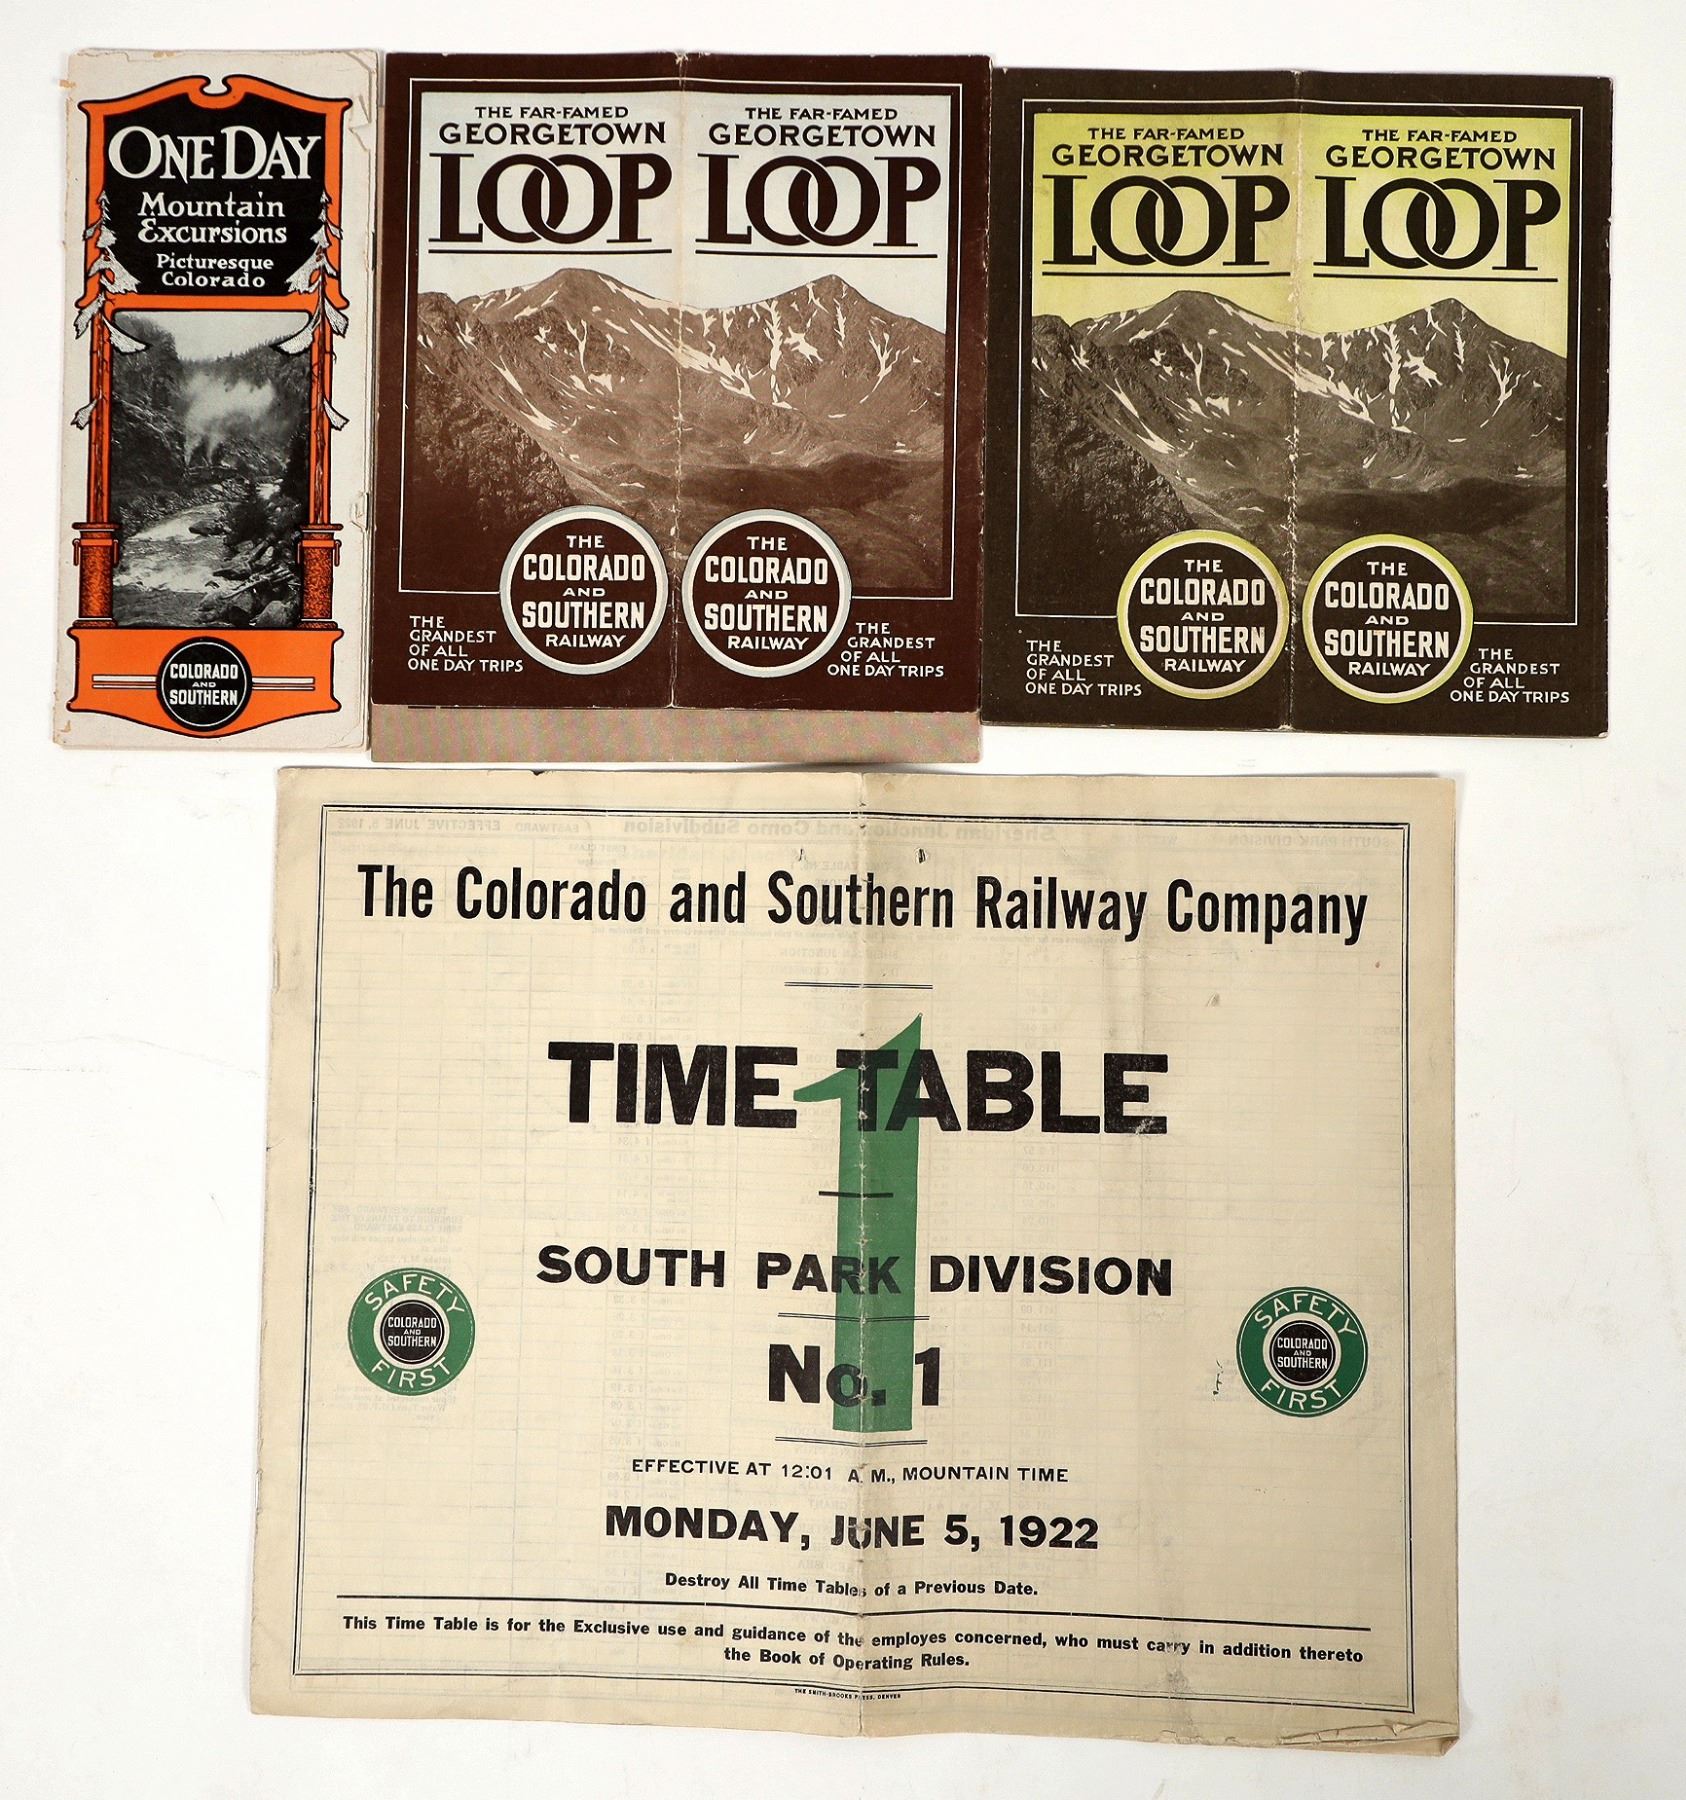 ONE DAY
Mountain
Excursions
Picturesque
Colorado
COLORADO
AND
SOUTHERN
THE FAR-FAMED
GEORGETOWN
LOOP
THE
COLORADO
AND
SOUTHERN
RAILWAY
THE
GRANDEST
OF ALL
ONE DAY TRIPS
THE FAR-FAMED
GEORGETOWN
LOOP
THE
COLORADO
AND
SOUTHERN
RAILWAY
THE
GRANDEST
OF ALL
ONE DAY TRIPS
THE FAR-FAMED
GEORGETOWN
LOOP
THE
COLORADO
AND
SOUTHERN
RAILWAY
THE
GRANDEST
OF ALL
ONE DAY TRIPS
THE FAR-FAMED
GEORGETOWN
LOOP
THE
COLORADO
AND
SOUTHERN
RAILWAY
THE
GRANDEST
OF ALL
ONE DAY TRIPS
The Colorado and Southern Railway Company
1
TIME TABLE
SOUTH PARK DIVISION
No. 1
SAFETY
COLORADO
AND
SOUTHERN
FIRST
SAFETY
COLORADO
AND
SOUTHERN
FIRST
EFFECTIVE AT 12:01 A. M., MOUNTAIN TIME
MONDAY, JUNE 5, 1922
Destroy All Time Tables of a Previous Date.
This Time Table is for the Exclusive use and guidance of the employes concerned, who must carry in addition thereto
the Book of Operating Rules.
THE SMITH-BROOKS PRESS, DENVER